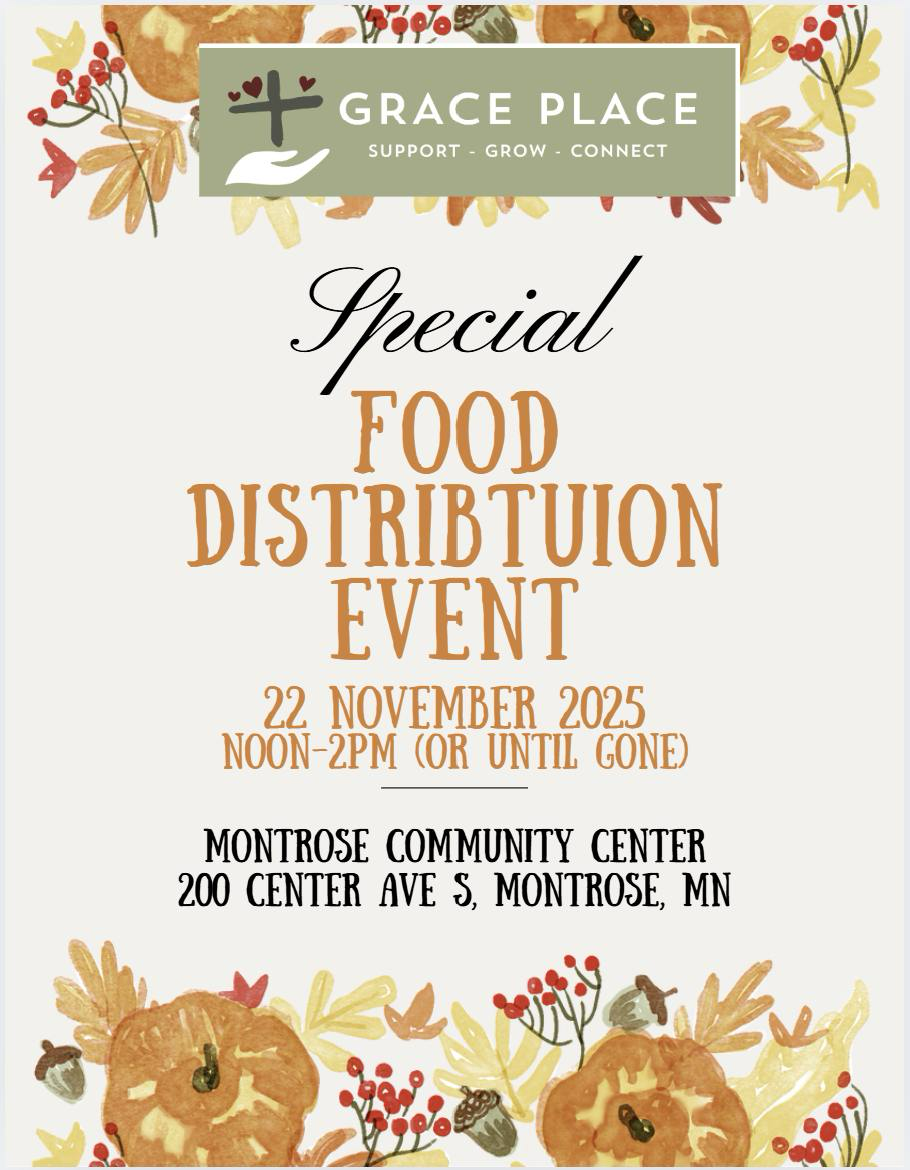 GRACE PLACE
SUPPORT - GROW - CONNECT
Special
FOOD
DISTRIBTUION
EVENT
22 NOVEMBER 2025
NOON-2PM (OR UNTIL GONE)
MONTROSE COMMUNITY CENTER
200 CENTER AVE S, MONTROSE, MN